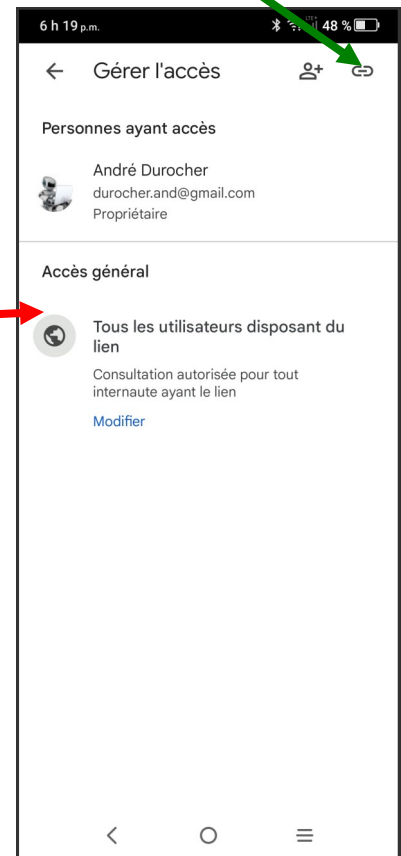 6 h 19 p.m. LTE 48 %
Gérer l'accès
Personnes ayant accès
André Durocher
durocher.and@gmail.com
Propriétaire
Accès général
Tous les utilisateurs disposant du
lien
Consultation autorisée pour tout
internaute ayant le lien
Modifier